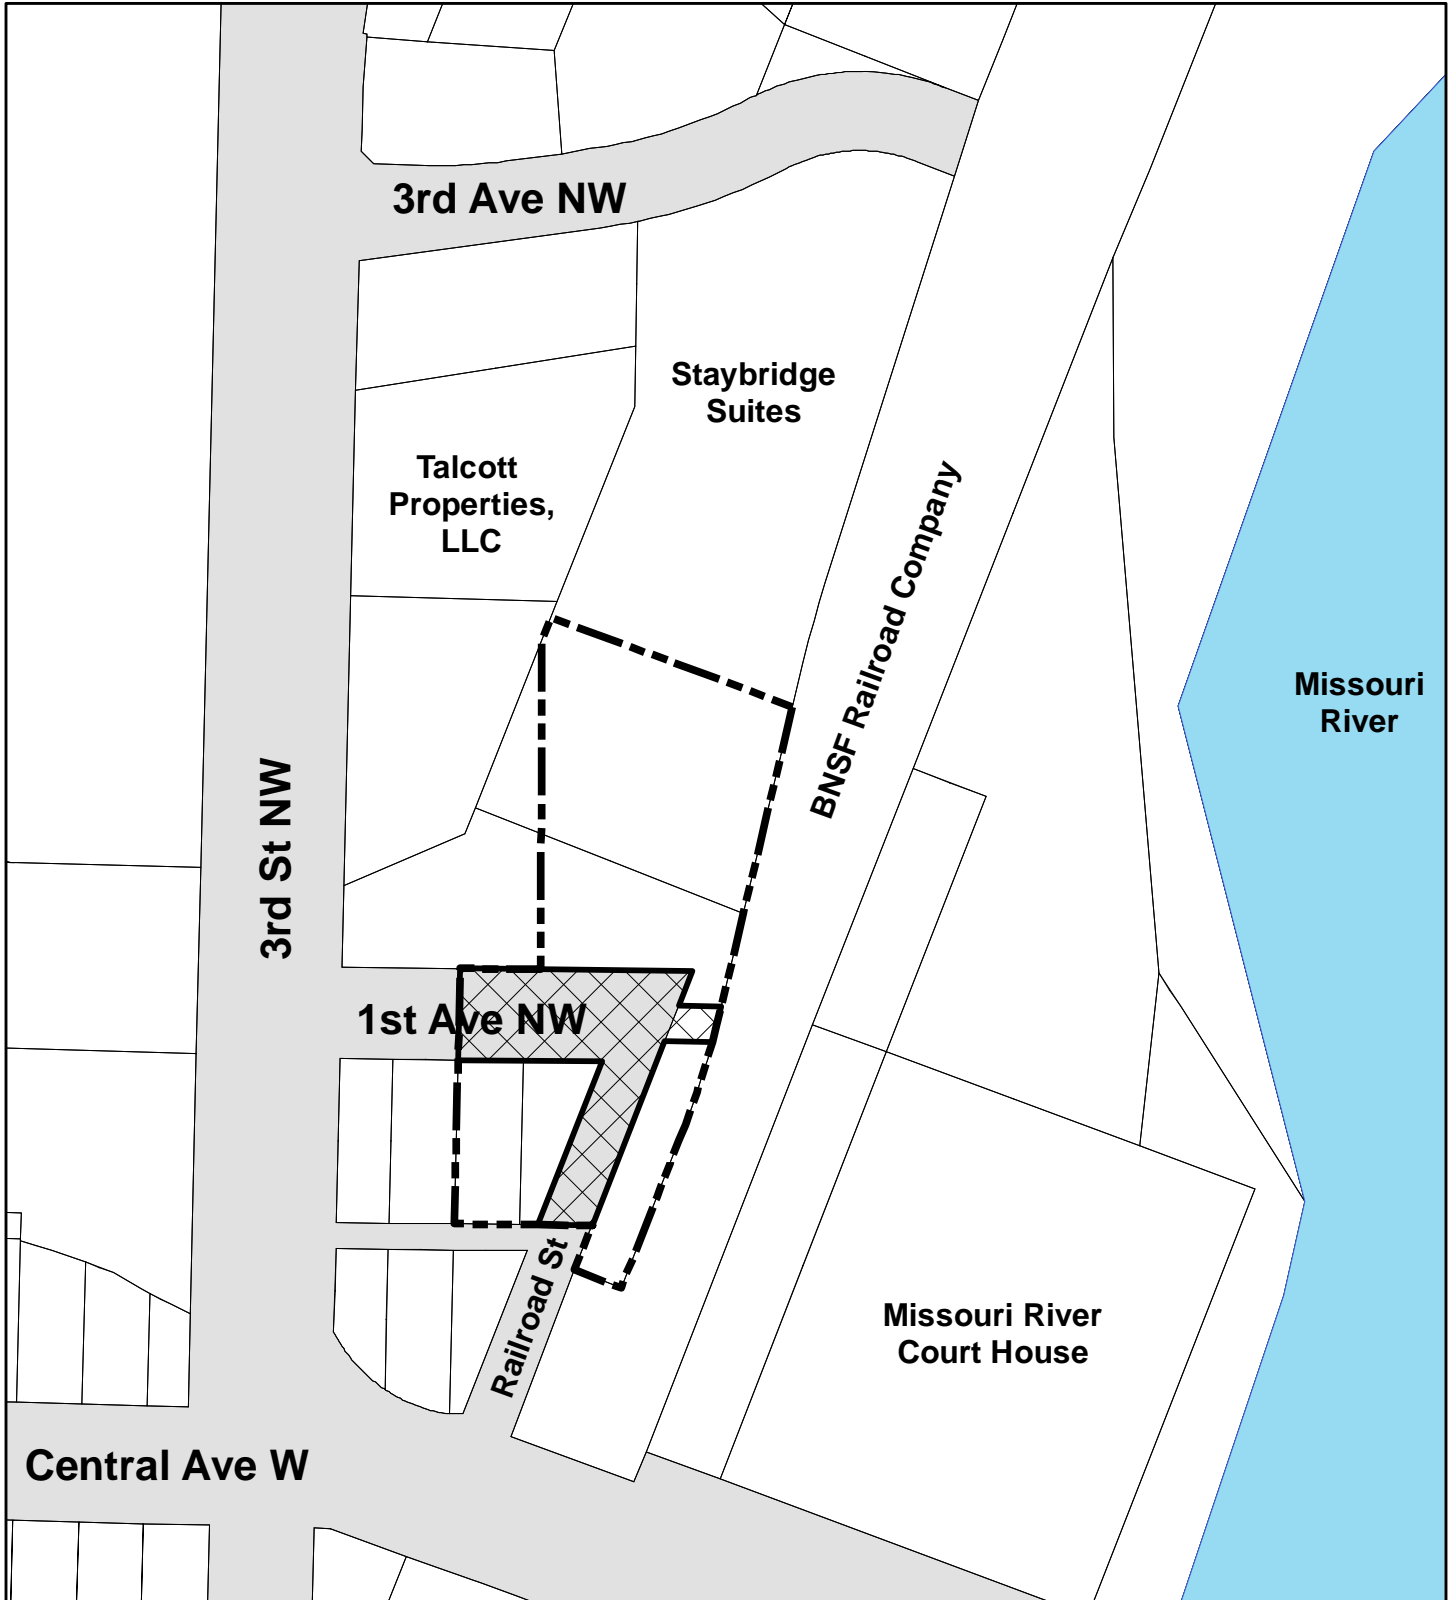 3rd Ave NW
Staybridge
Suites
Talcott
Properties,
LLC
BNSF Railroad Company
Missouri
River
3rd St NW
1st Ave NW
Railroad St
Missouri River
Court House
Central Ave W